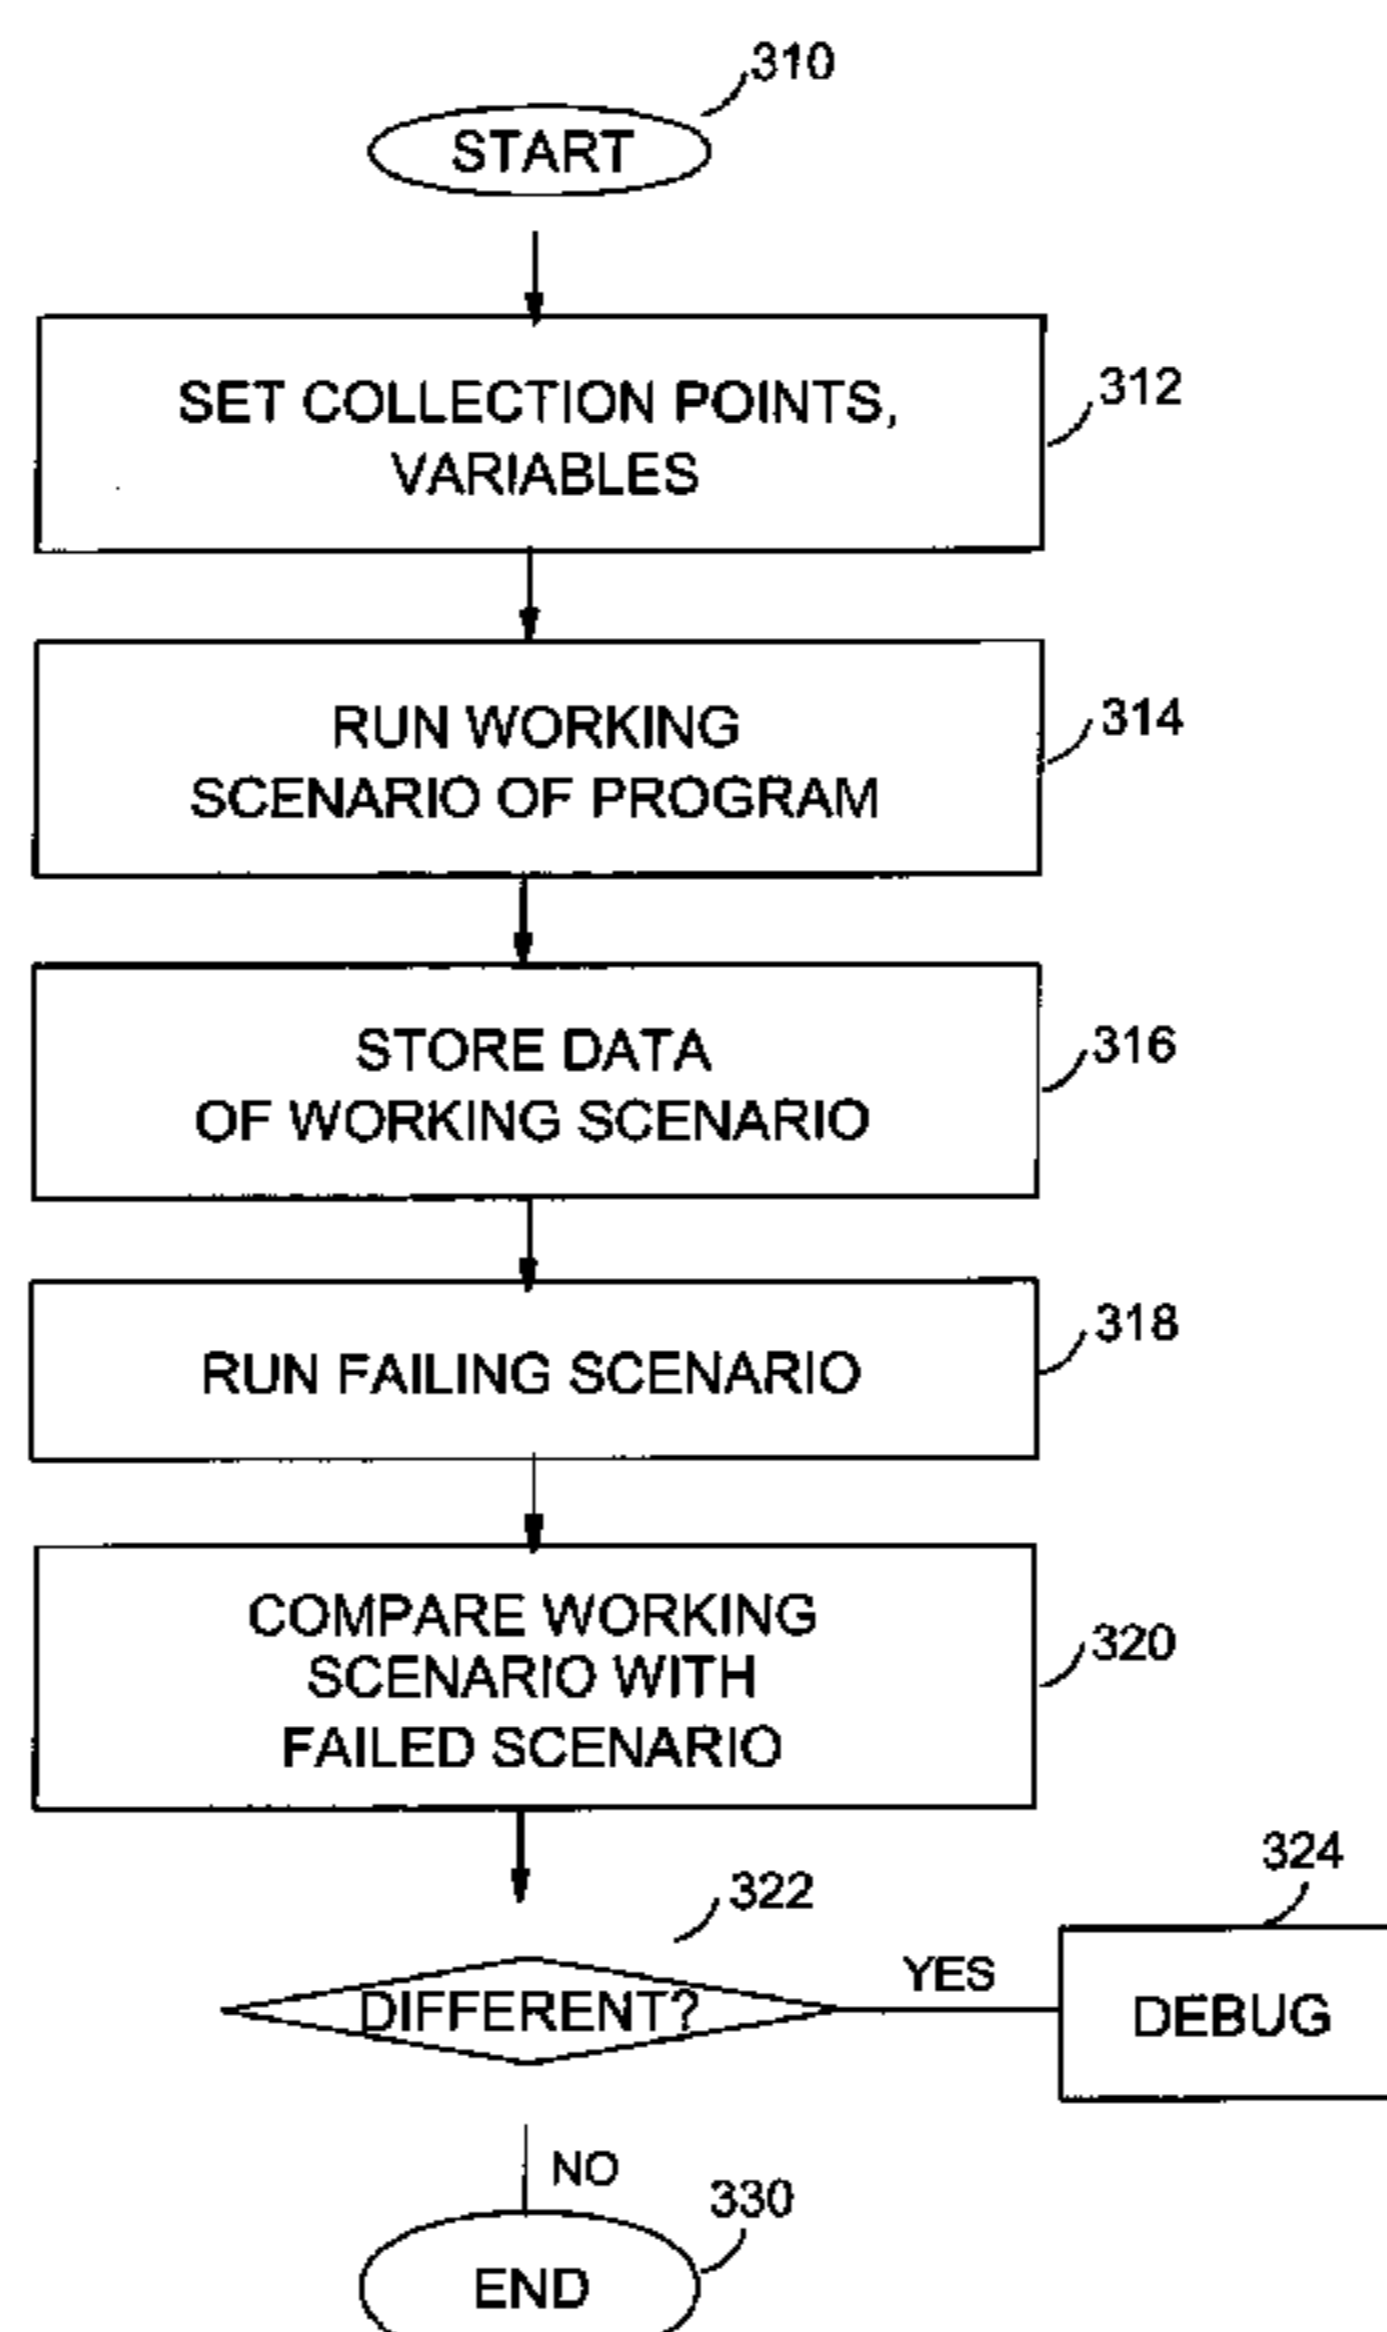 310
START
SET COLLECTION POINTS,
VARIABLES
312
RUN WORKING
SCENARIO OF PROGRAM
314
STORE DATA
OF WORKING SCENARIO
316
RUN FAILING SCENARIO
318
COMPARE WORKING
SCENARIO WITH
FAILED SCENARIO
320
322
DIFFERENT?
YES
324
DEBUG
NO
330
END